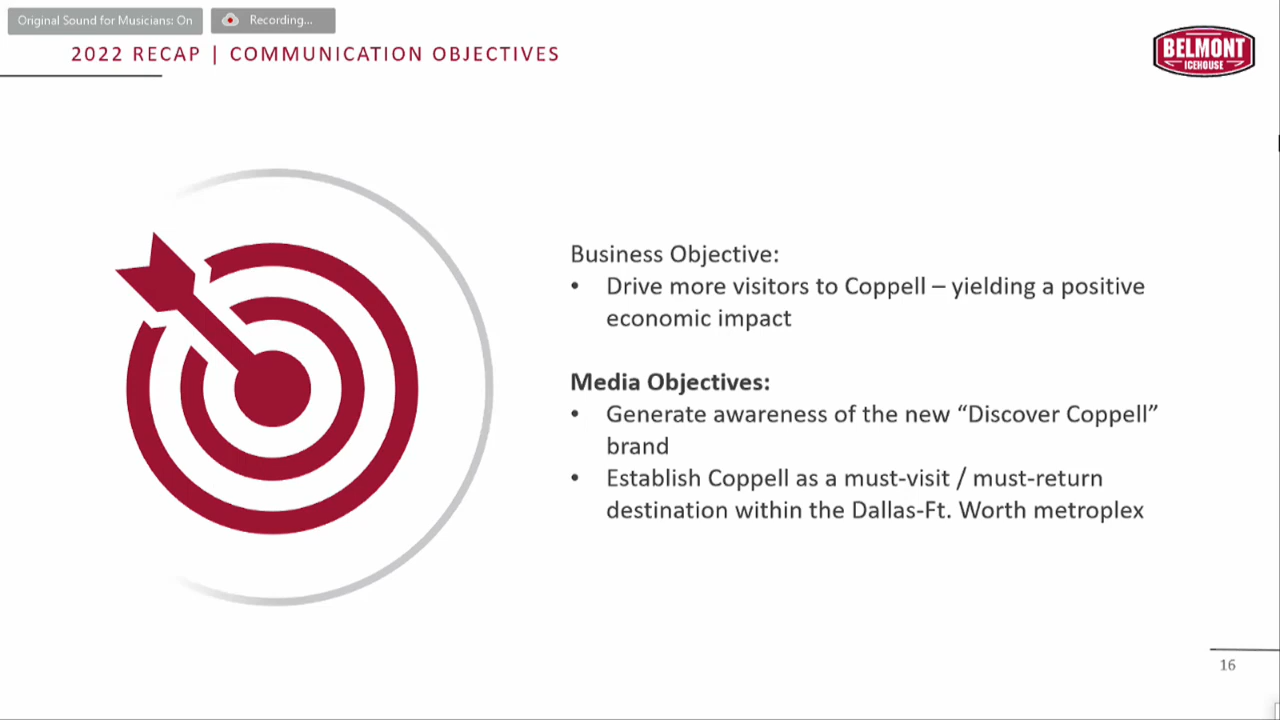 Original Sound for Musicians: On
Recording...
2022 RECAP | COMMUNICATION OBJECTIVES
BELMONT
ICEHOUSE
Business Objective:
• Drive more visitors to Coppell – yielding a positive
economic impact
Media Objectives:
• Generate awareness of the new “Discover Coppell”
brand
• Establish Coppell as a must-visit / must-return
destination within the Dallas-Ft. Worth metroplex
16